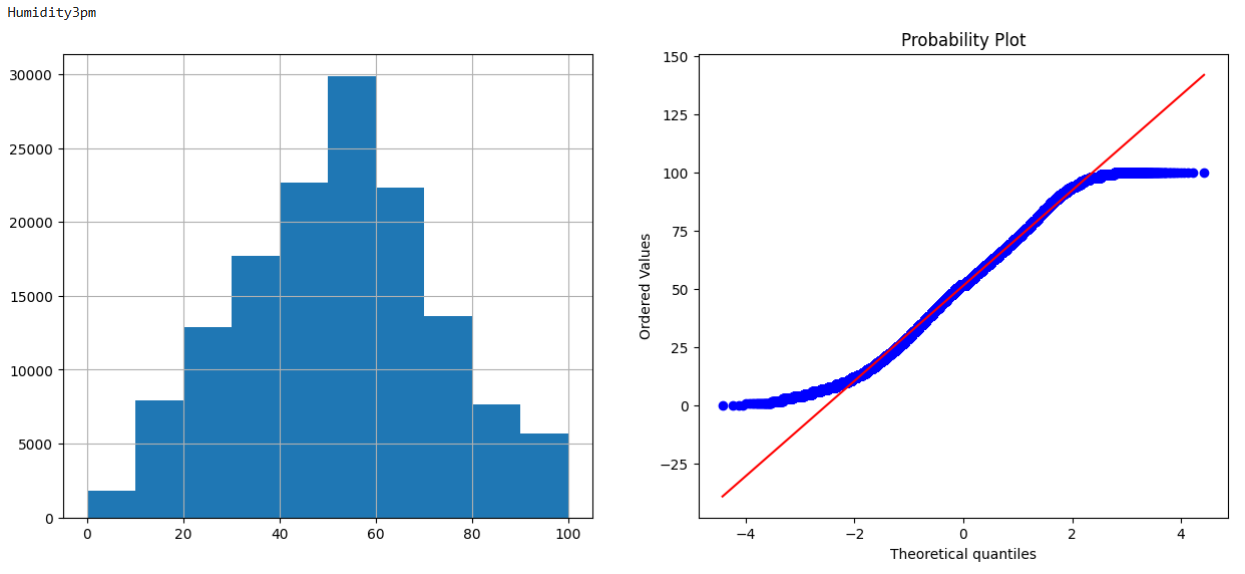 Humidity3pm
30000
25000
20000
15000
10000
5000
0
0 20 40 60 80 100
Probability Plot
150
125
100
75
50
25
0
−25
Ordered Values
−4 −2 0 2 4
Theoretical quantiles